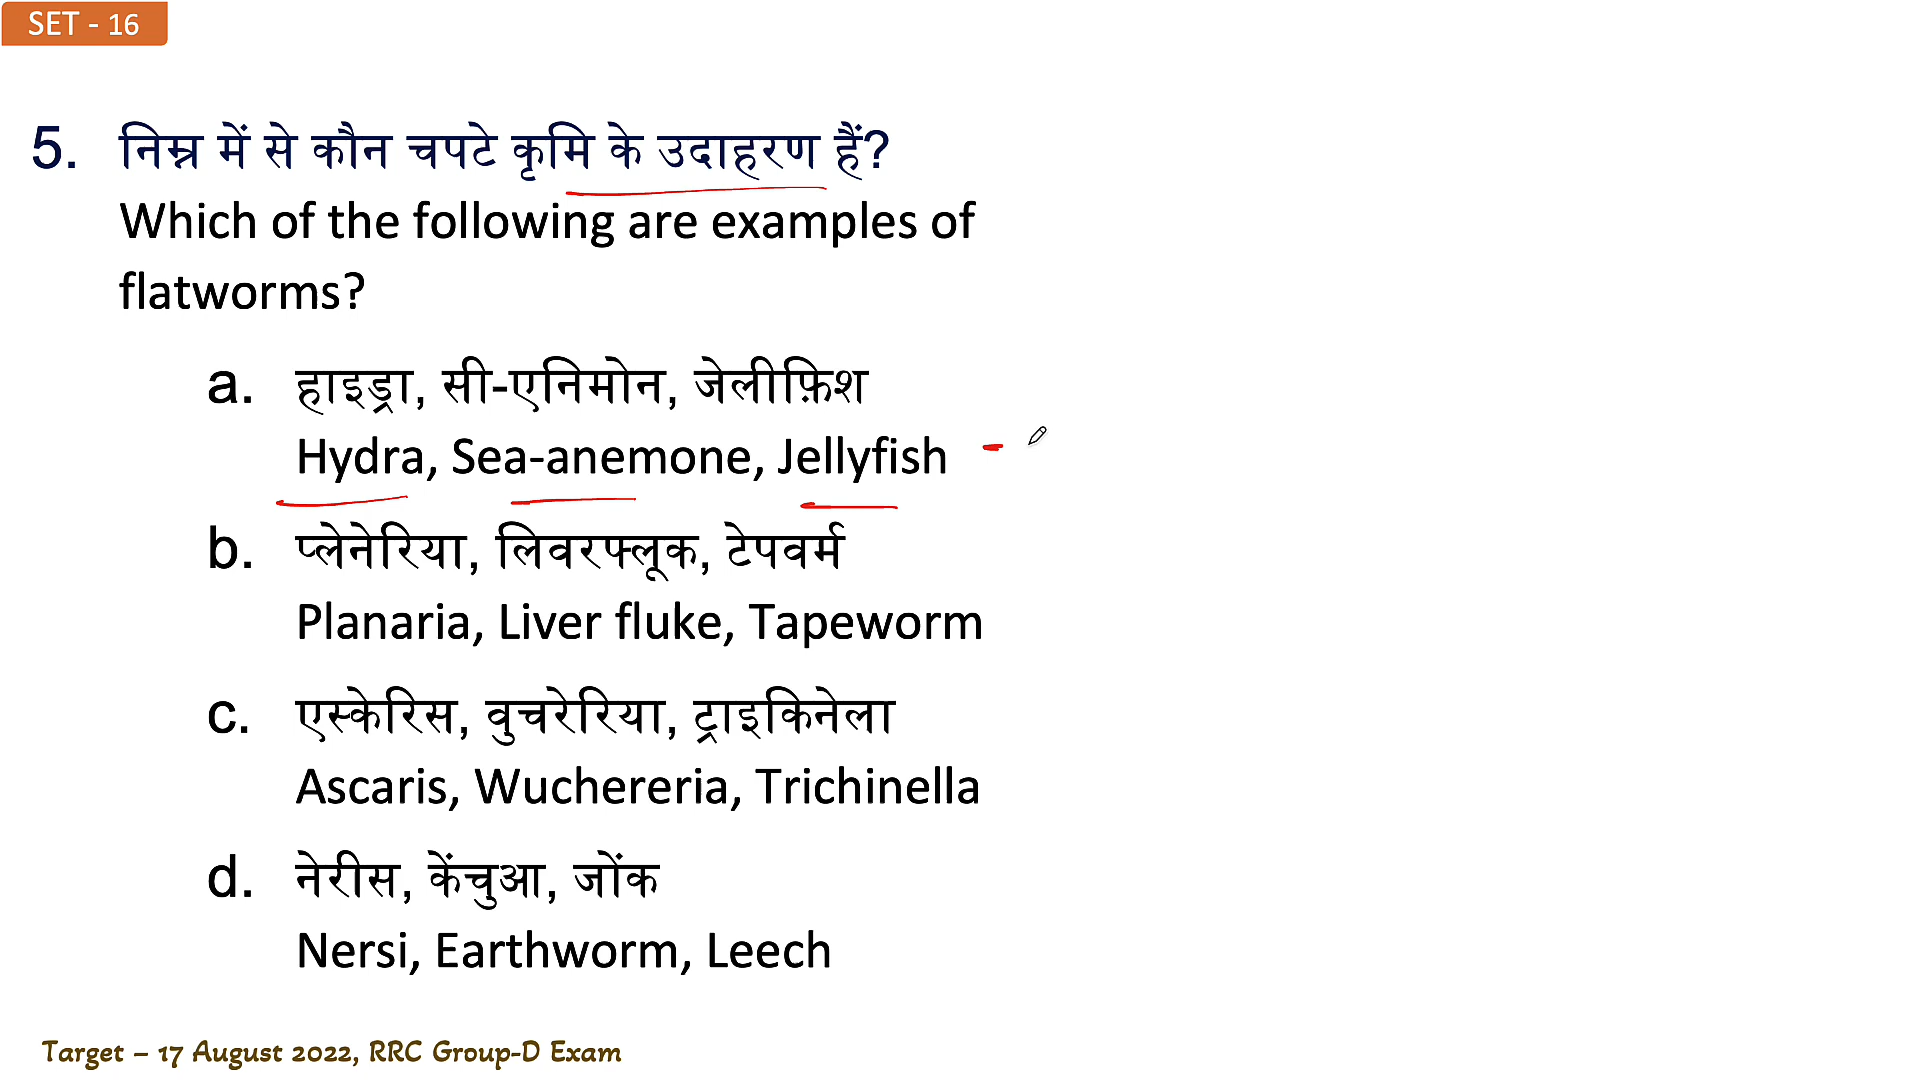 SET - 16
5. निम्न में से कौन चपटे कृमि के उदाहरण हैं?
Which of the following are examples of
flatworms?
a. हाइड्रा, सी-एनिमोन, जेलीफ़िश
Hydra, Sea-anemone, Jellyfish
b. प्लेनेरिया, लिवरफ्लूक, टेपवर्म
Planaria, Liver fluke, Tapeworm
c. एस्केरिस, वुचरेरिया, ट्राइकिनेला
Ascaris, Wuchereria, Trichinella
d. नेरीस, केंचुआ, जोंक
Nersi, Earthworm, Leech
Target – 17 August 2022, RRC Group-D Exam